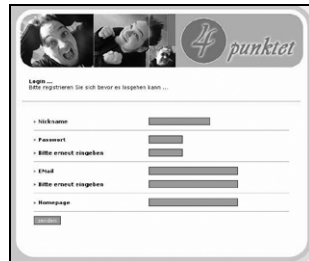 4 punktet
Login ...
Bitte registrieren Sie sich bevor es losgehen kann ...
Nickname
Passwort
Bitte erneut eingeben
EMail
Bitte erneut eingeben
Homepage
senden